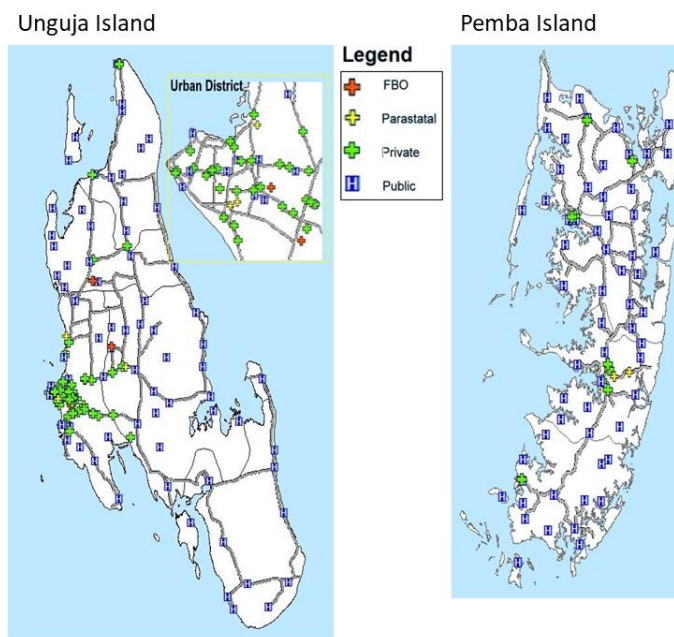 Unguja Island
Pemba Island
Urban District
Legend
FBO
Parastatal
Private
Public